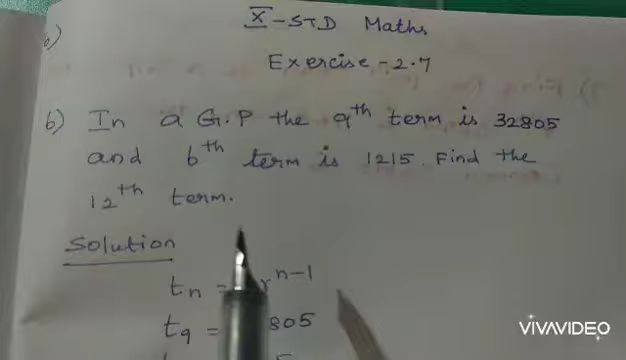 X-STD Maths
Exercise-2.7
6) In a G.P the 9th term is 32805
and 6th term is 1215. Find the
12th term.
Solution
tn = rn-1
t9 = 805
VIVAVIDEO